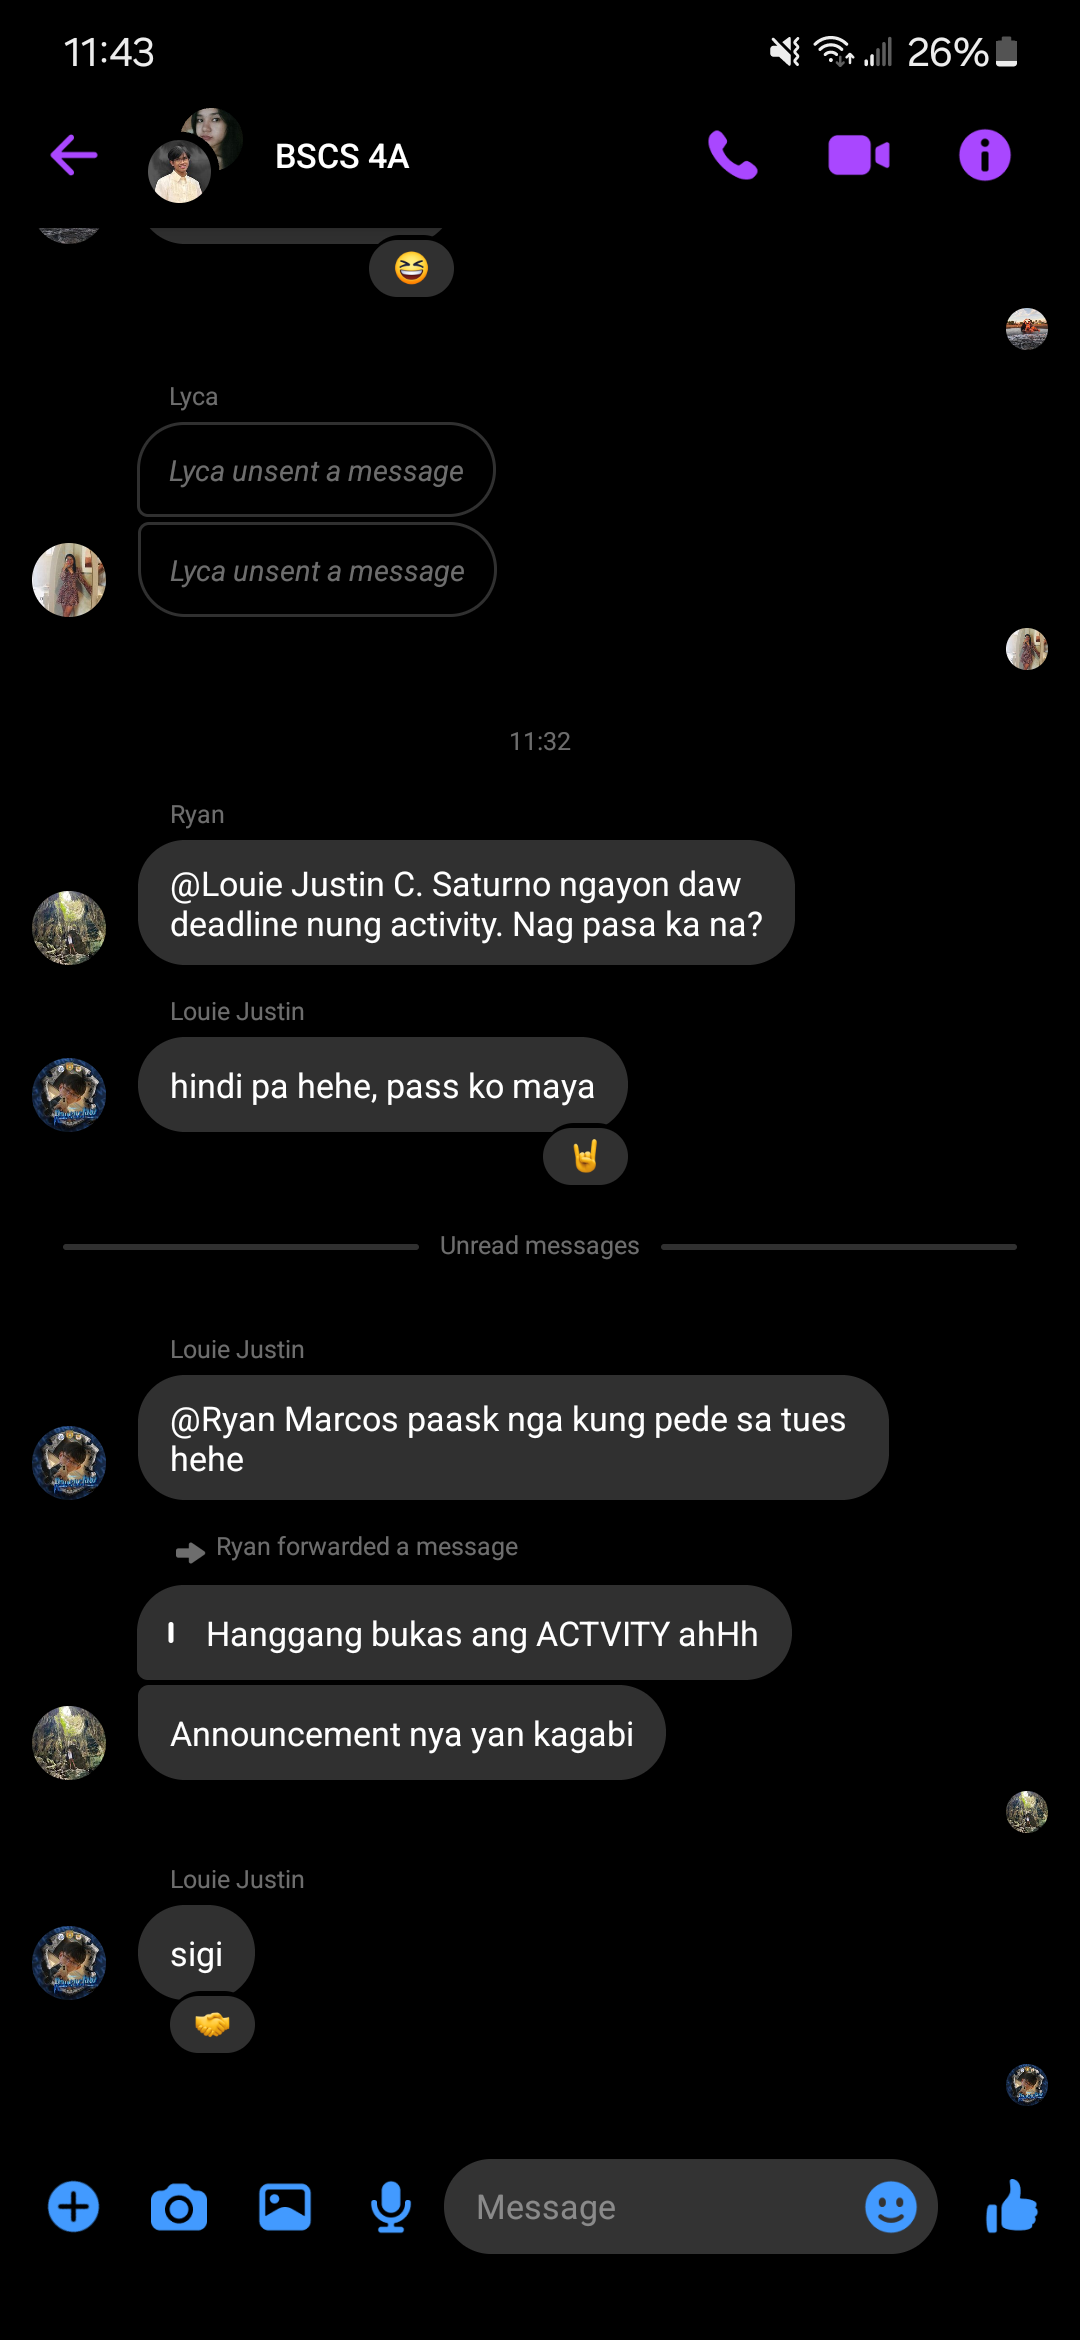 11:43
26%
BSCS 4A
Lyca
Lyca unsent a message
Lyca unsent a message
11:32
Ryan
@Louie Justin C. Saturno ngayon daw
deadline nung activity. Nag pasa ka na?
Louie Justin
hindi pa hehe, pass ko maya
Unread messages
Louie Justin
@Ryan Marcos paask nga kung pede sa tues
hehe
Ryan forwarded a message
Hanggang bukas ang ACTVITY ahHh
Announcement nya yan kagabi
Louie Justin
sigi
Message